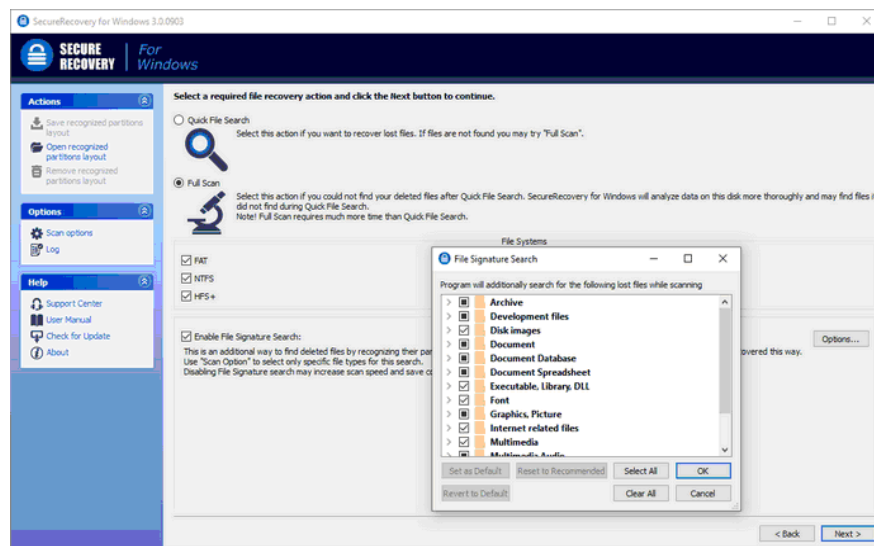 SecureRecovery for Windows 3.0.0903
SECURE
RECOVERY
For
Windows
Actions
Save recognized partitions
layout
Open recognized
partitions layout
Remove recognized
partitions layout
Options
Scan options
Log
Help
Support Center
User Manual
Check for Update
About
Select a required file recovery action and click the Next button to continue.
Quick File Search
Select this action if you want to recover lost files. If files are not found you may try "Full Scan".
Full Scan
Select this action if you could not find your deleted files after Quick File Search. SecureRecovery for Windows will analyze data on this disk more thoroughly and may find files
did not find during Quick File Search.
Note! Full Scan requires much more time than Quick File Search.
File Systems
FAT
NTFS
HFS+
Enable File Signature Search:
This is an additional way to find deleted files by recognizing their
overed this way.
Use "Scan Option" to select only specific file types for this search.
Disabling File Signature search may increase scan speed and save
Options...
File Signature Search
Program will additionally search for the following lost files while scanning
Archive
Development files
Disk images
Document
Document Database
Document Spreadsheet
Executable, Library, DLL
Font
Graphics, Picture
Internet related files
Multimedia
Multimedia Audio
Set as Default
Reset to Recommended
Select All
OK
Revert to Default
Clear All
Cancel
< Back
Next >